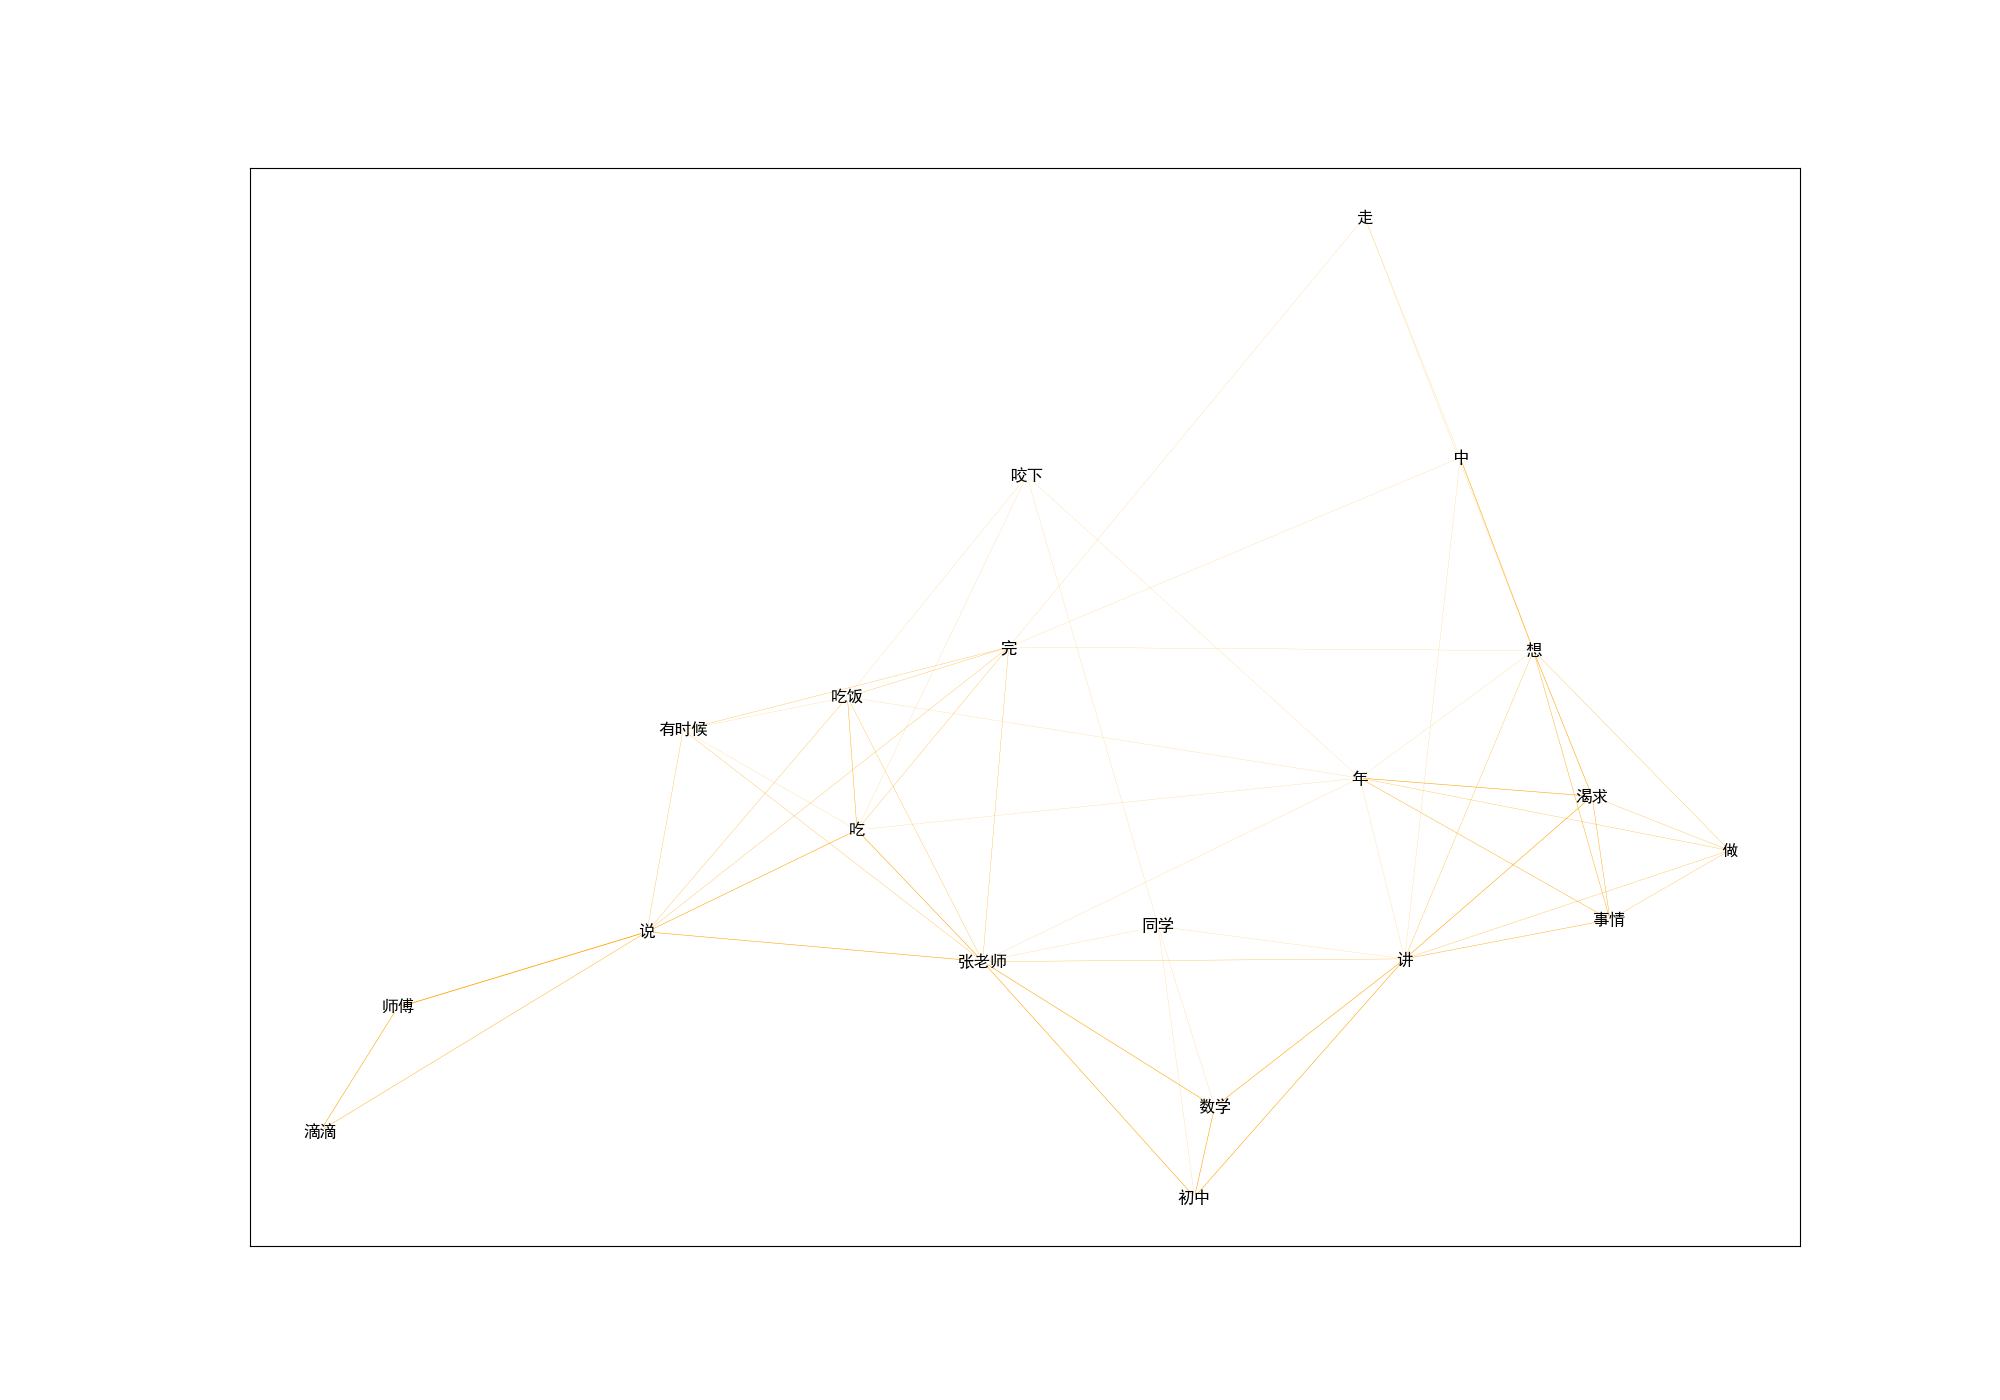 走
中
咬下
完
想
吃饭
有时候
年
渴求
吃
做
事情
同学
说
讲
张老师
师傅
数学
滴滴
初中